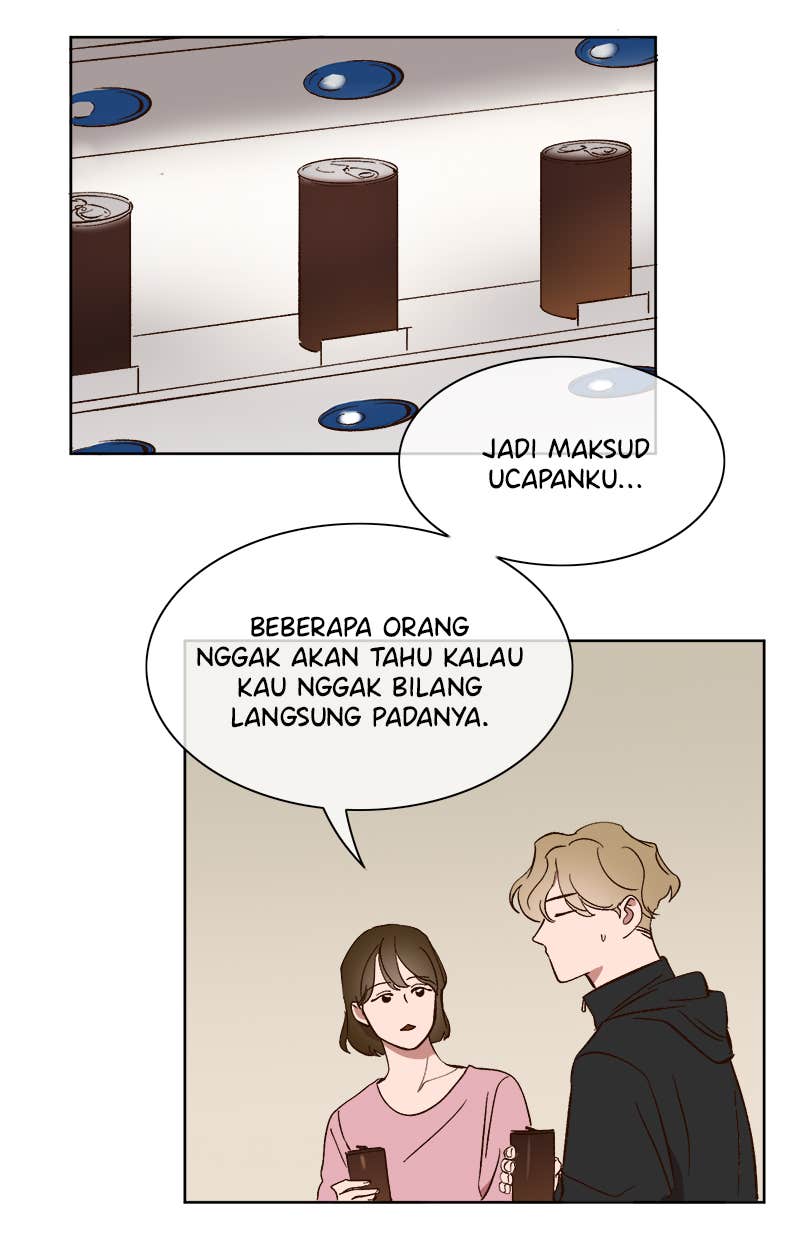 JADI MAKSUD
UCAPANKU...
BEBERAPA ORANG
NGGAK AKAN TAHU KALAU
KAU NGGAK BILANG
LANGSUNG PADANYA.